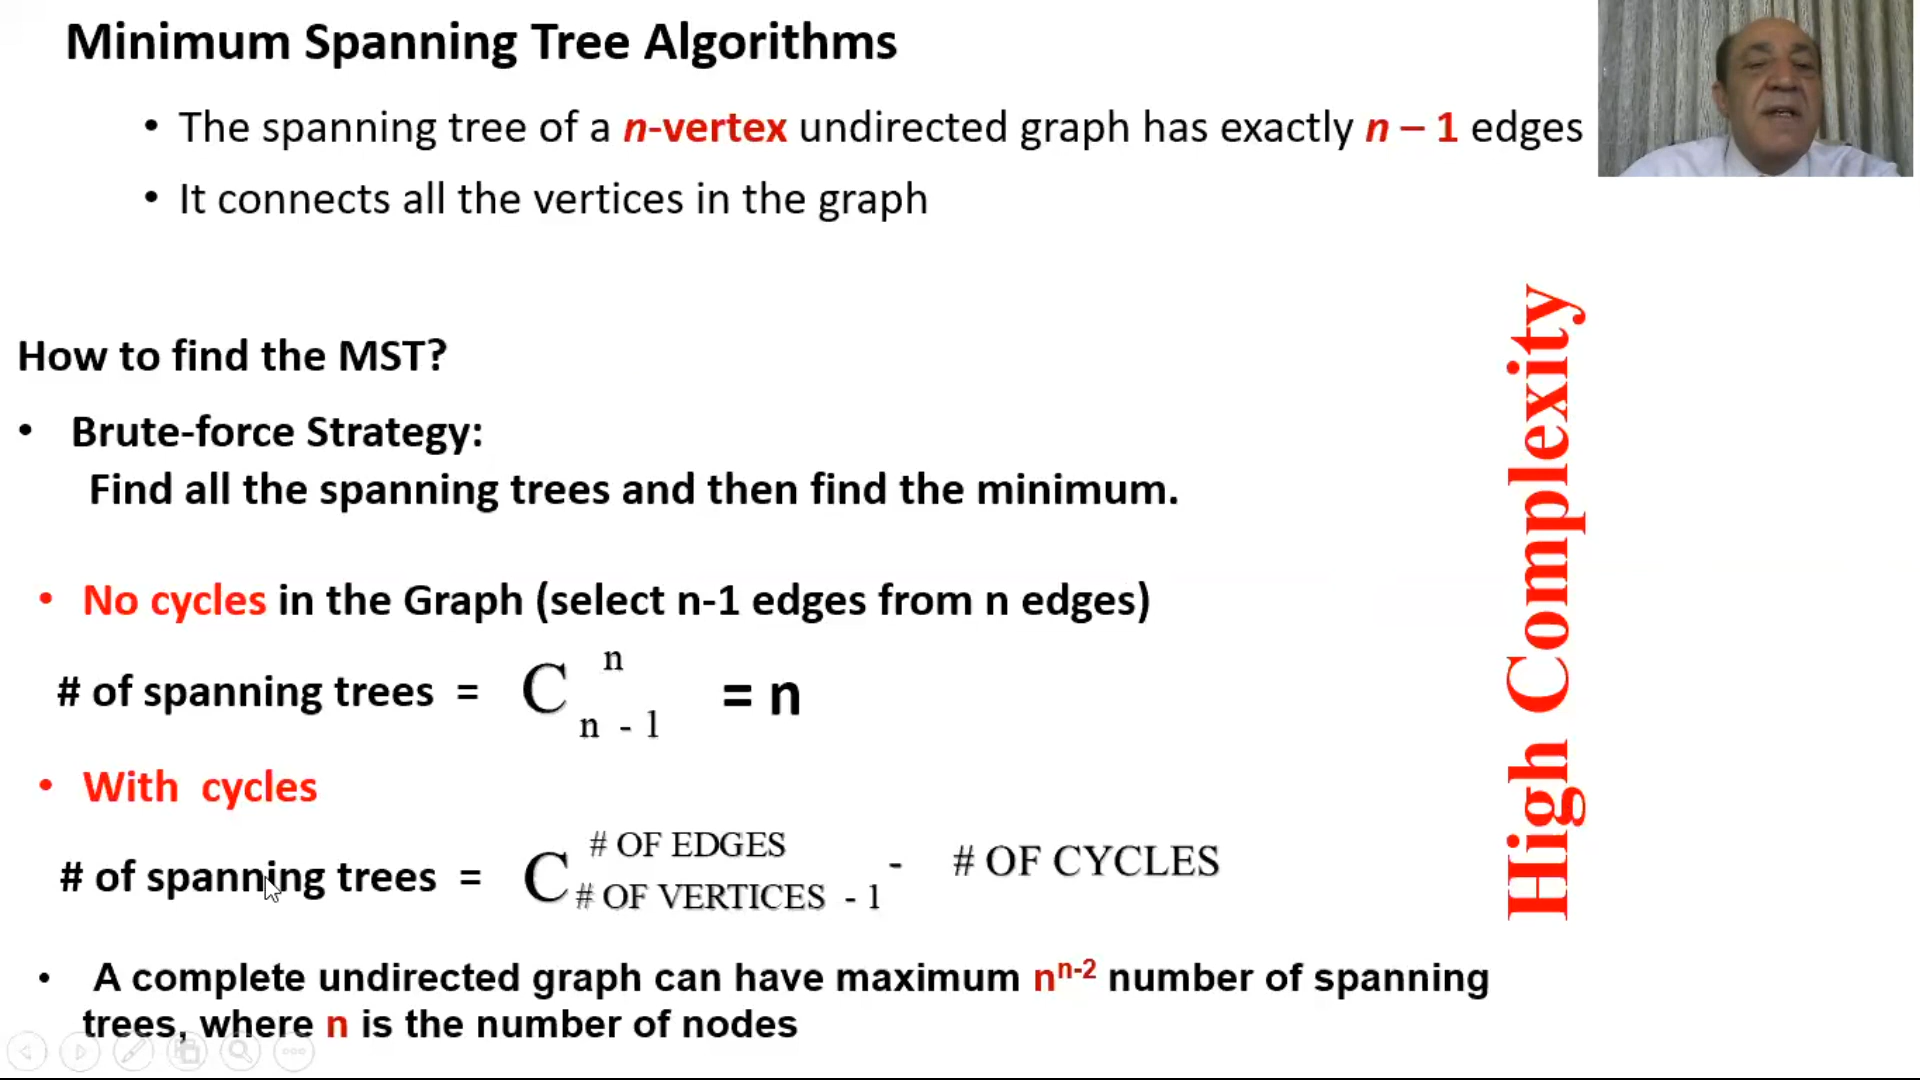 Minimum Spanning Tree Algorithms
• The spanning tree of a n-vertex undirected graph has exactly n – 1 edges
• It connects all the vertices in the graph
How to find the MST?
• Brute-force Strategy:
Find all the spanning trees and then find the minimum.
• No cycles in the Graph (select n-1 edges from n edges)
# of spanning trees = C n n - 1 = n
• With cycles
# of spanning trees = C # OF EDGES # OF VERTICES - 1 - # OF CYCLES
• A complete undirected graph can have maximum nⁿ⁻² number of spanning
trees, where n is the number of nodes
High Complexity